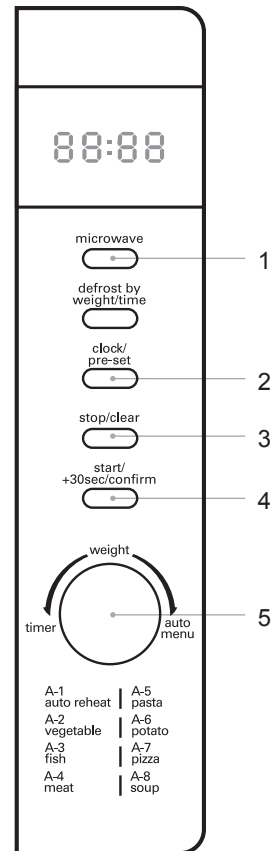 88:88
microwave
1
defrost by
weight/time
clock/
pre-set
2
stop/clear
3
start/
+30sec/confirm
4
weight
timer
auto
menu
5
A-1
auto reheat
A-2
vegetable
A-3
fish
A-4
meat
A-5
pasta
A-6
potato
A-7
pizza
A-8
soup